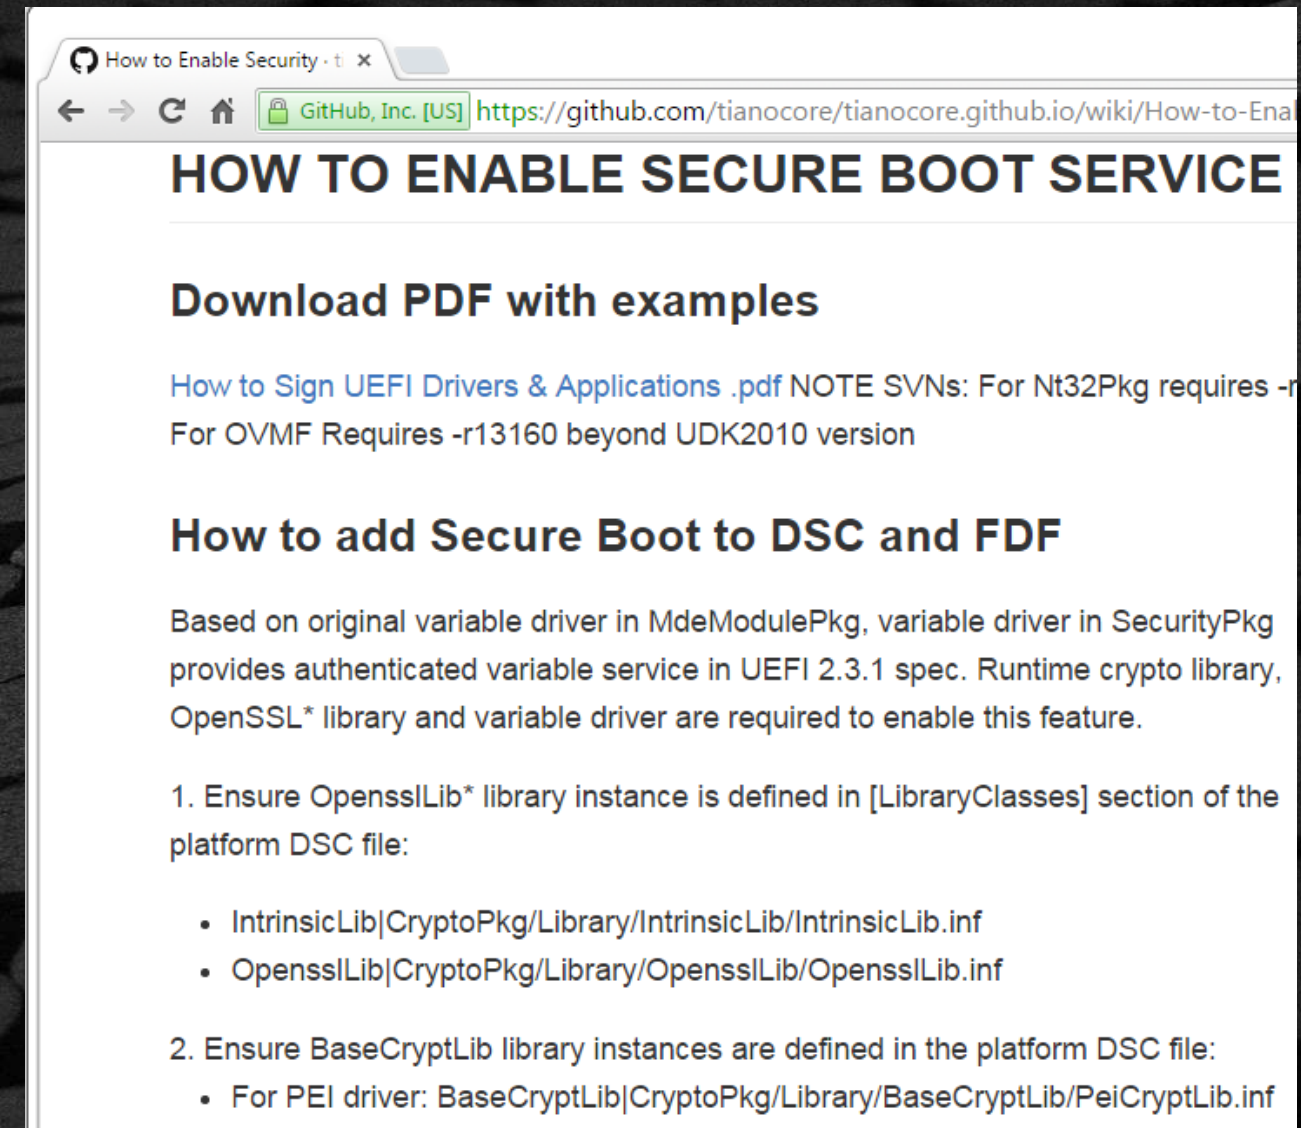 How to Enable Security · ti
GitHub, Inc. [US] https://github.com/tianocore/tianocore.github.io/wiki/How-to-Enal
HOW TO ENABLE SECURE BOOT SERVICE
Download PDF with examples
How to Sign UEFI Drivers & Applications .pdf NOTE SVNs: For Nt32Pkg requires -r
For OVMF Requires -r13160 beyond UDK2010 version
How to add Secure Boot to DSC and FDF
Based on original variable driver in MdeModulePkg, variable driver in SecurityPkg
provides authenticated variable service in UEFI 2.3.1 spec. Runtime crypto library,
OpenSSL* library and variable driver are required to enable this feature.
1. Ensure OpensslLib* library instance is defined in [LibraryClasses] section of the
platform DSC file:
• IntrinsicLib|CryptoPkg/Library/IntrinsicLib/IntrinsicLib.inf
• OpensslLib|CryptoPkg/Library/OpensslLib/OpensslLib.inf
2. Ensure BaseCryptLib library instances are defined in the platform DSC file:
• For PEI driver: BaseCryptLib|CryptoPkg/Library/BaseCryptLib/PeiCryptLib.inf